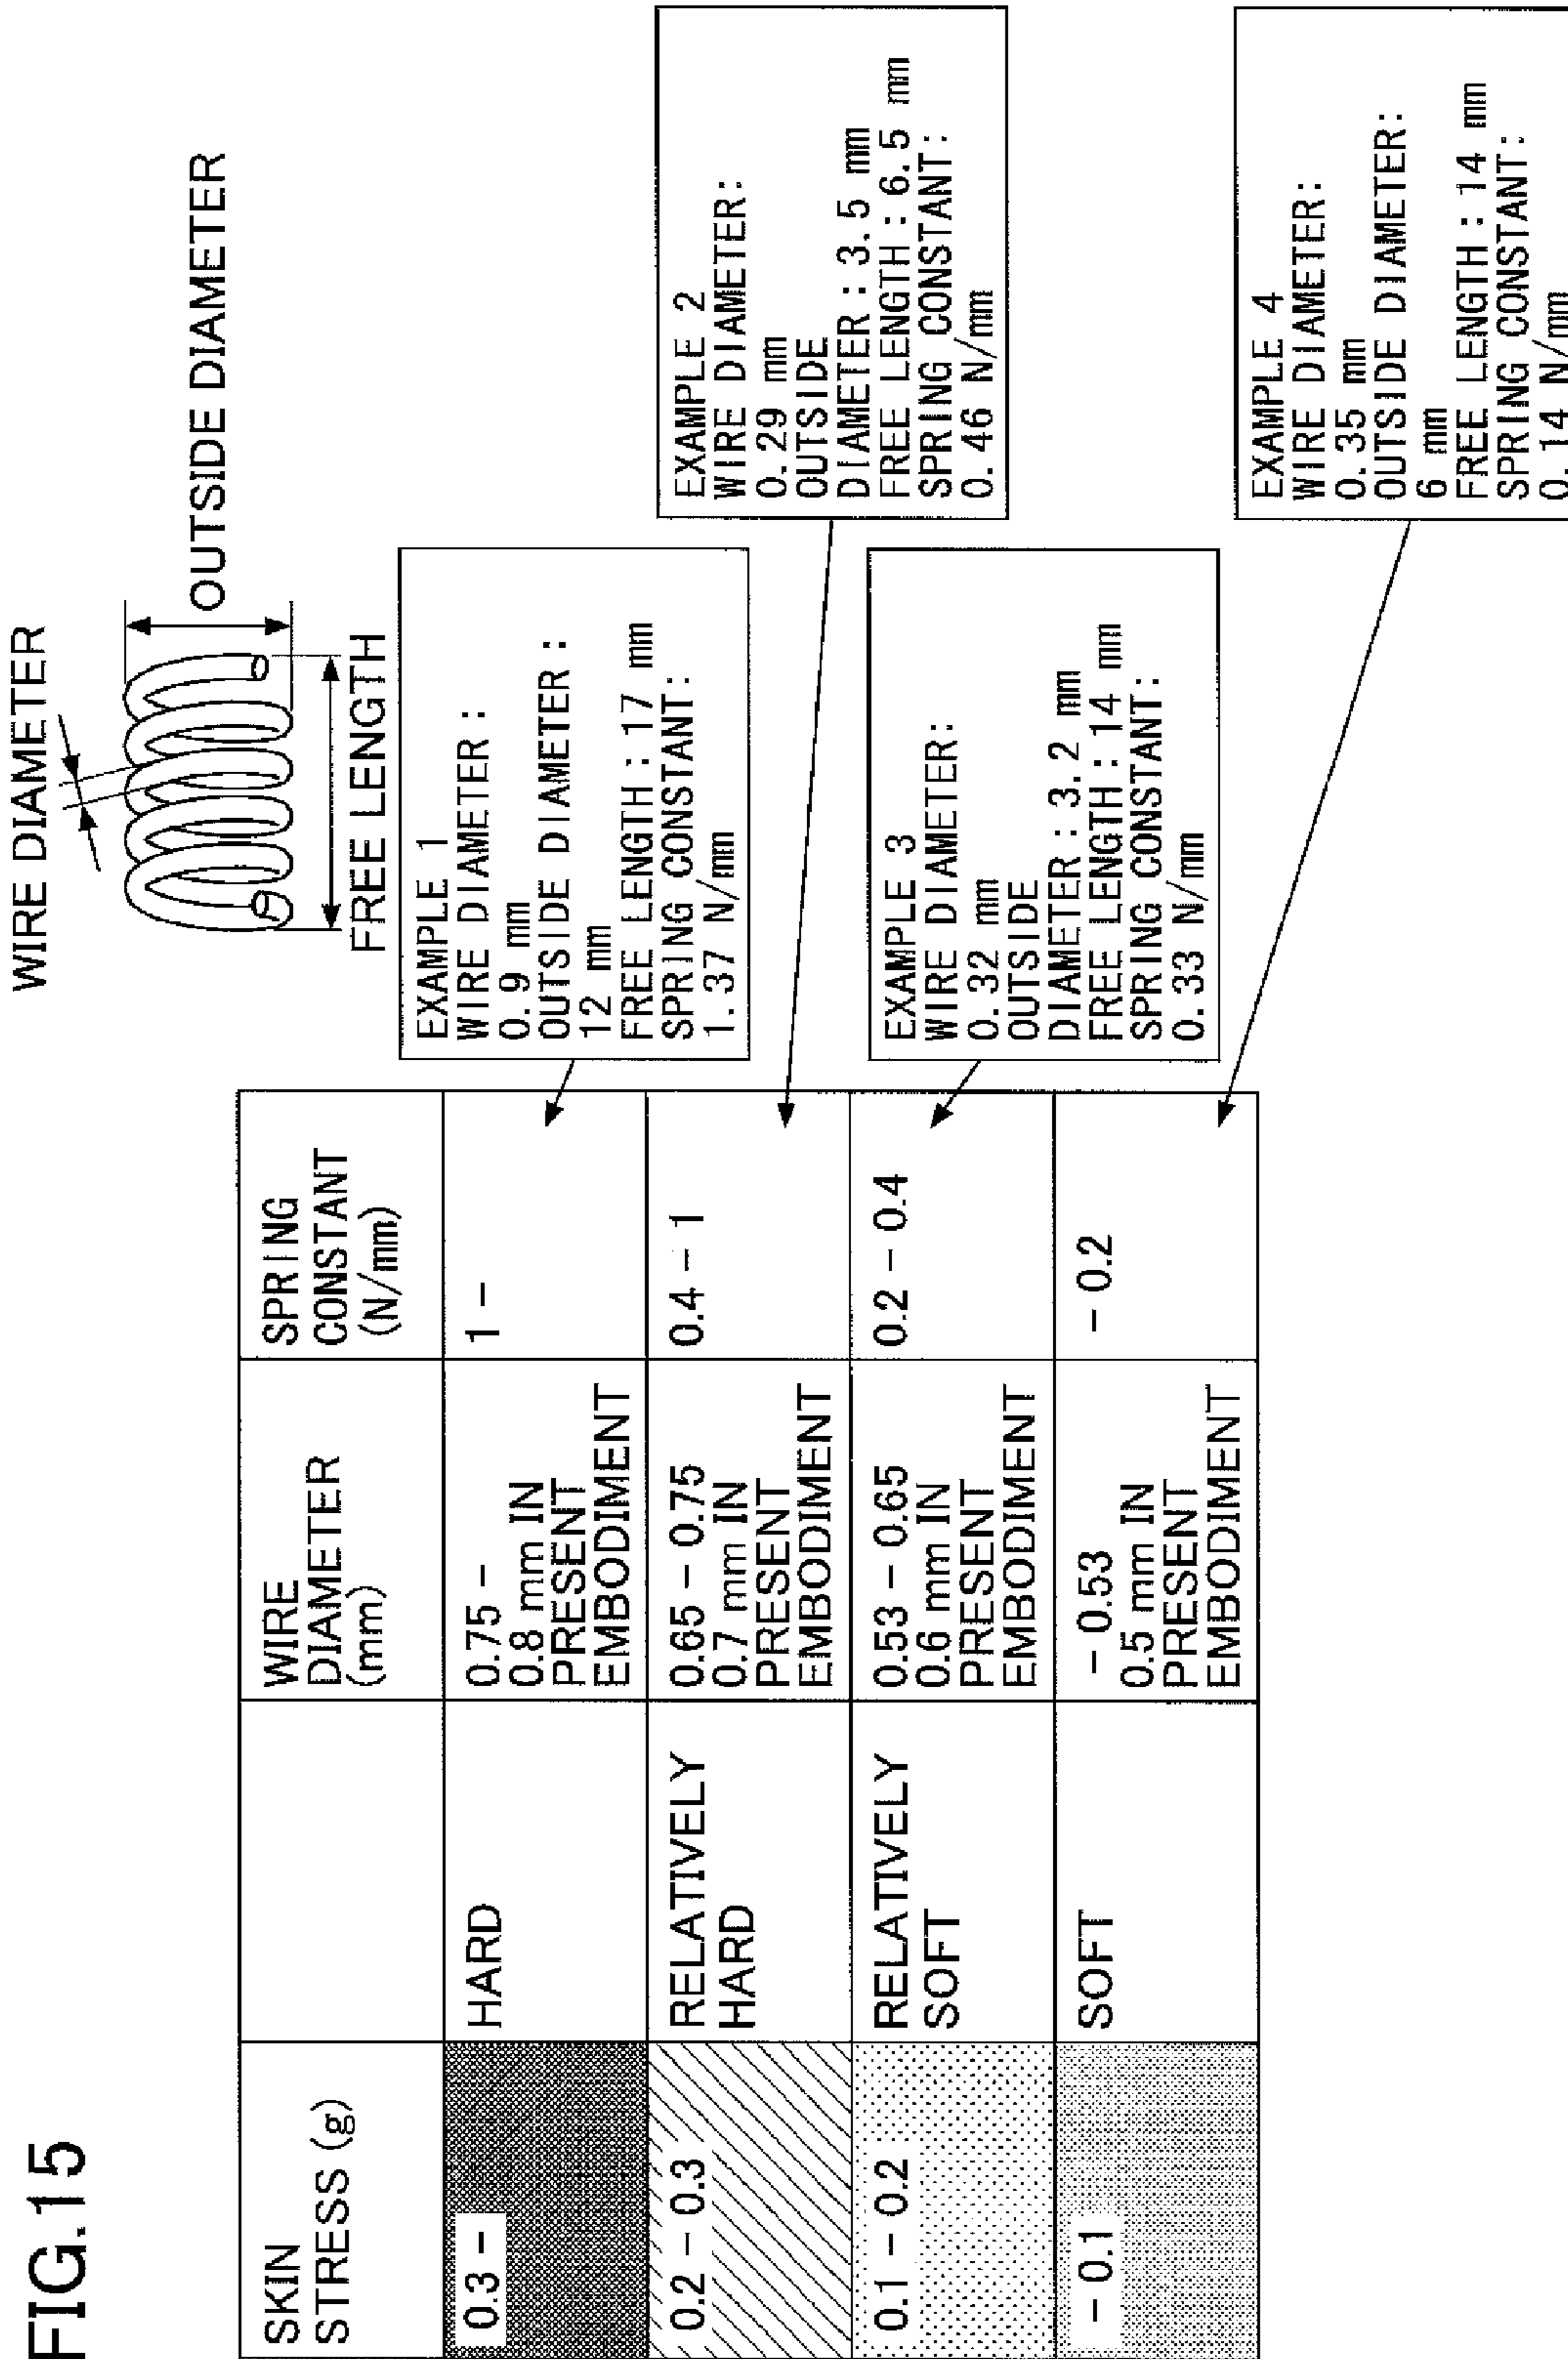 FIG.15
WIRE DIAMETER
OUTSIDE DIAMETER
FREE LENGTH
SKIN
STRESS (g)
WIRE
DIAMETER
(mm)
SPRING
CONSTANT
(N/mm)
0.3 -
HARD
0.75 -
0.8 mm IN
PRESENT
EMBODIMENT
1 -
0.2 - 0.3
RELATIVELY
HARD
0.65 - 0.75
0.7 mm IN
PRESENT
EMBODIMENT
0.4 - 1
0.1 - 0.2
RELATIVELY
SOFT
0.53 - 0.65
0.6 mm IN
PRESENT
EMBODIMENT
0.2 - 0.4
- 0.1
SOFT
- 0.53
0.5 mm IN
PRESENT
EMBODIMENT
- 0.2
EXAMPLE 1
WIRE DIAMETER :
0.9 mm
OUTSIDE DIAMETER :
12 mm
FREE LENGTH : 17 mm
SPRING CONSTANT:
1.37 N/mm
EXAMPLE 2
WIRE DIAMETER:
0.29 mm
OUTSIDE
DIAMETER : 3.5 mm
FREE LENGTH : 6.5 mm
SPRING CONSTANT:
0.46 N/mm
EXAMPLE 3
WIRE DIAMETER:
0.32 mm
OUTSIDE
DIAMETER : 3.2 mm
FREE LENGTH : 14 mm
SPRING CONSTANT:
0.33 N/mm
EXAMPLE 4
WIRE DIAMETER:
0.35 mm
OUTSIDE DIAMETER:
6 mm
FREE LENGTH : 14 mm
SPRING CONSTANT:
0.14 N/mm